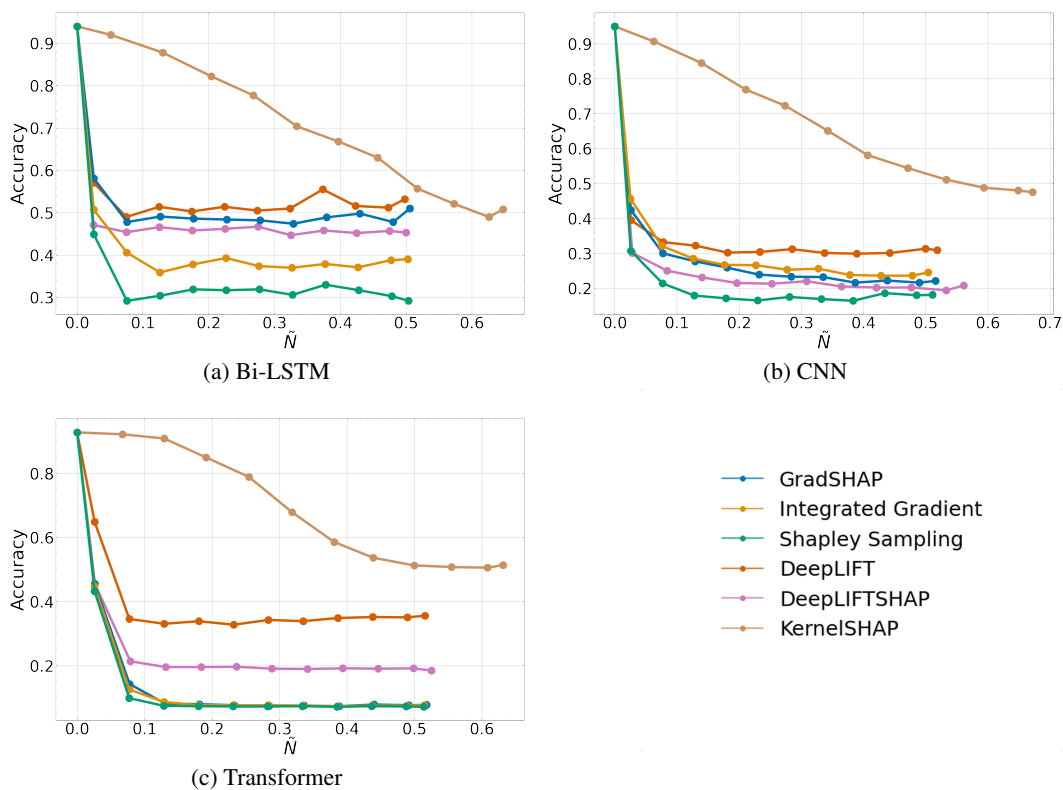 0.9
0.8
0.7
0.6
0.5
0.4
0.3
Accuracy
0.0 0.1 0.2 0.3 0.4 0.5 0.6
Ñ
(a) Bi-LSTM
0.9
0.8
0.7
0.6
0.5
0.4
0.3
0.2
Accuracy
0.0 0.1 0.2 0.3 0.4 0.5 0.6 0.7
Ñ
(b) CNN
0.8
0.6
0.4
0.2
Accuracy
0.0 0.1 0.2 0.3 0.4 0.5 0.6
Ñ
(c) Transformer
GradSHAP
Integrated Gradient
Shapley Sampling
DeepLIFT
DeepLIFTSHAP
KernelSHAP